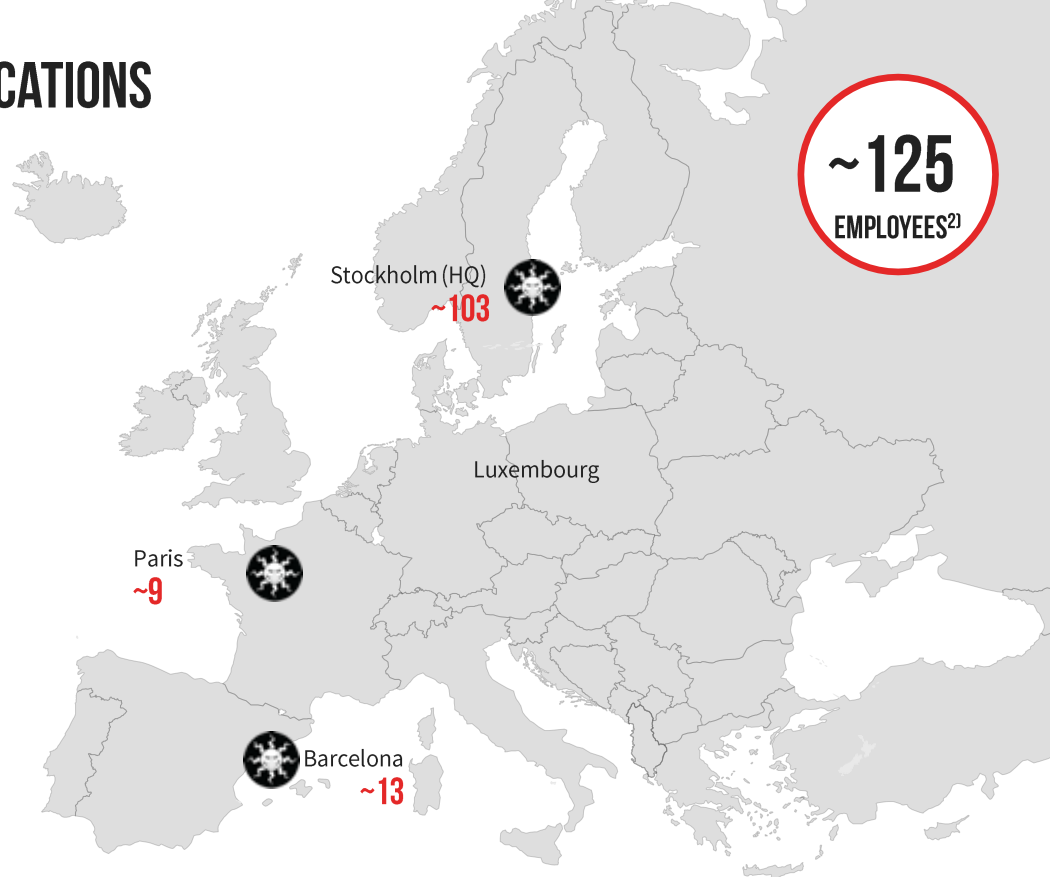 CATIONS
~125
EMPLOYEES2)
Stockholm (HQ)
~103
Luxembourg
Paris
~9
Barcelona
~13